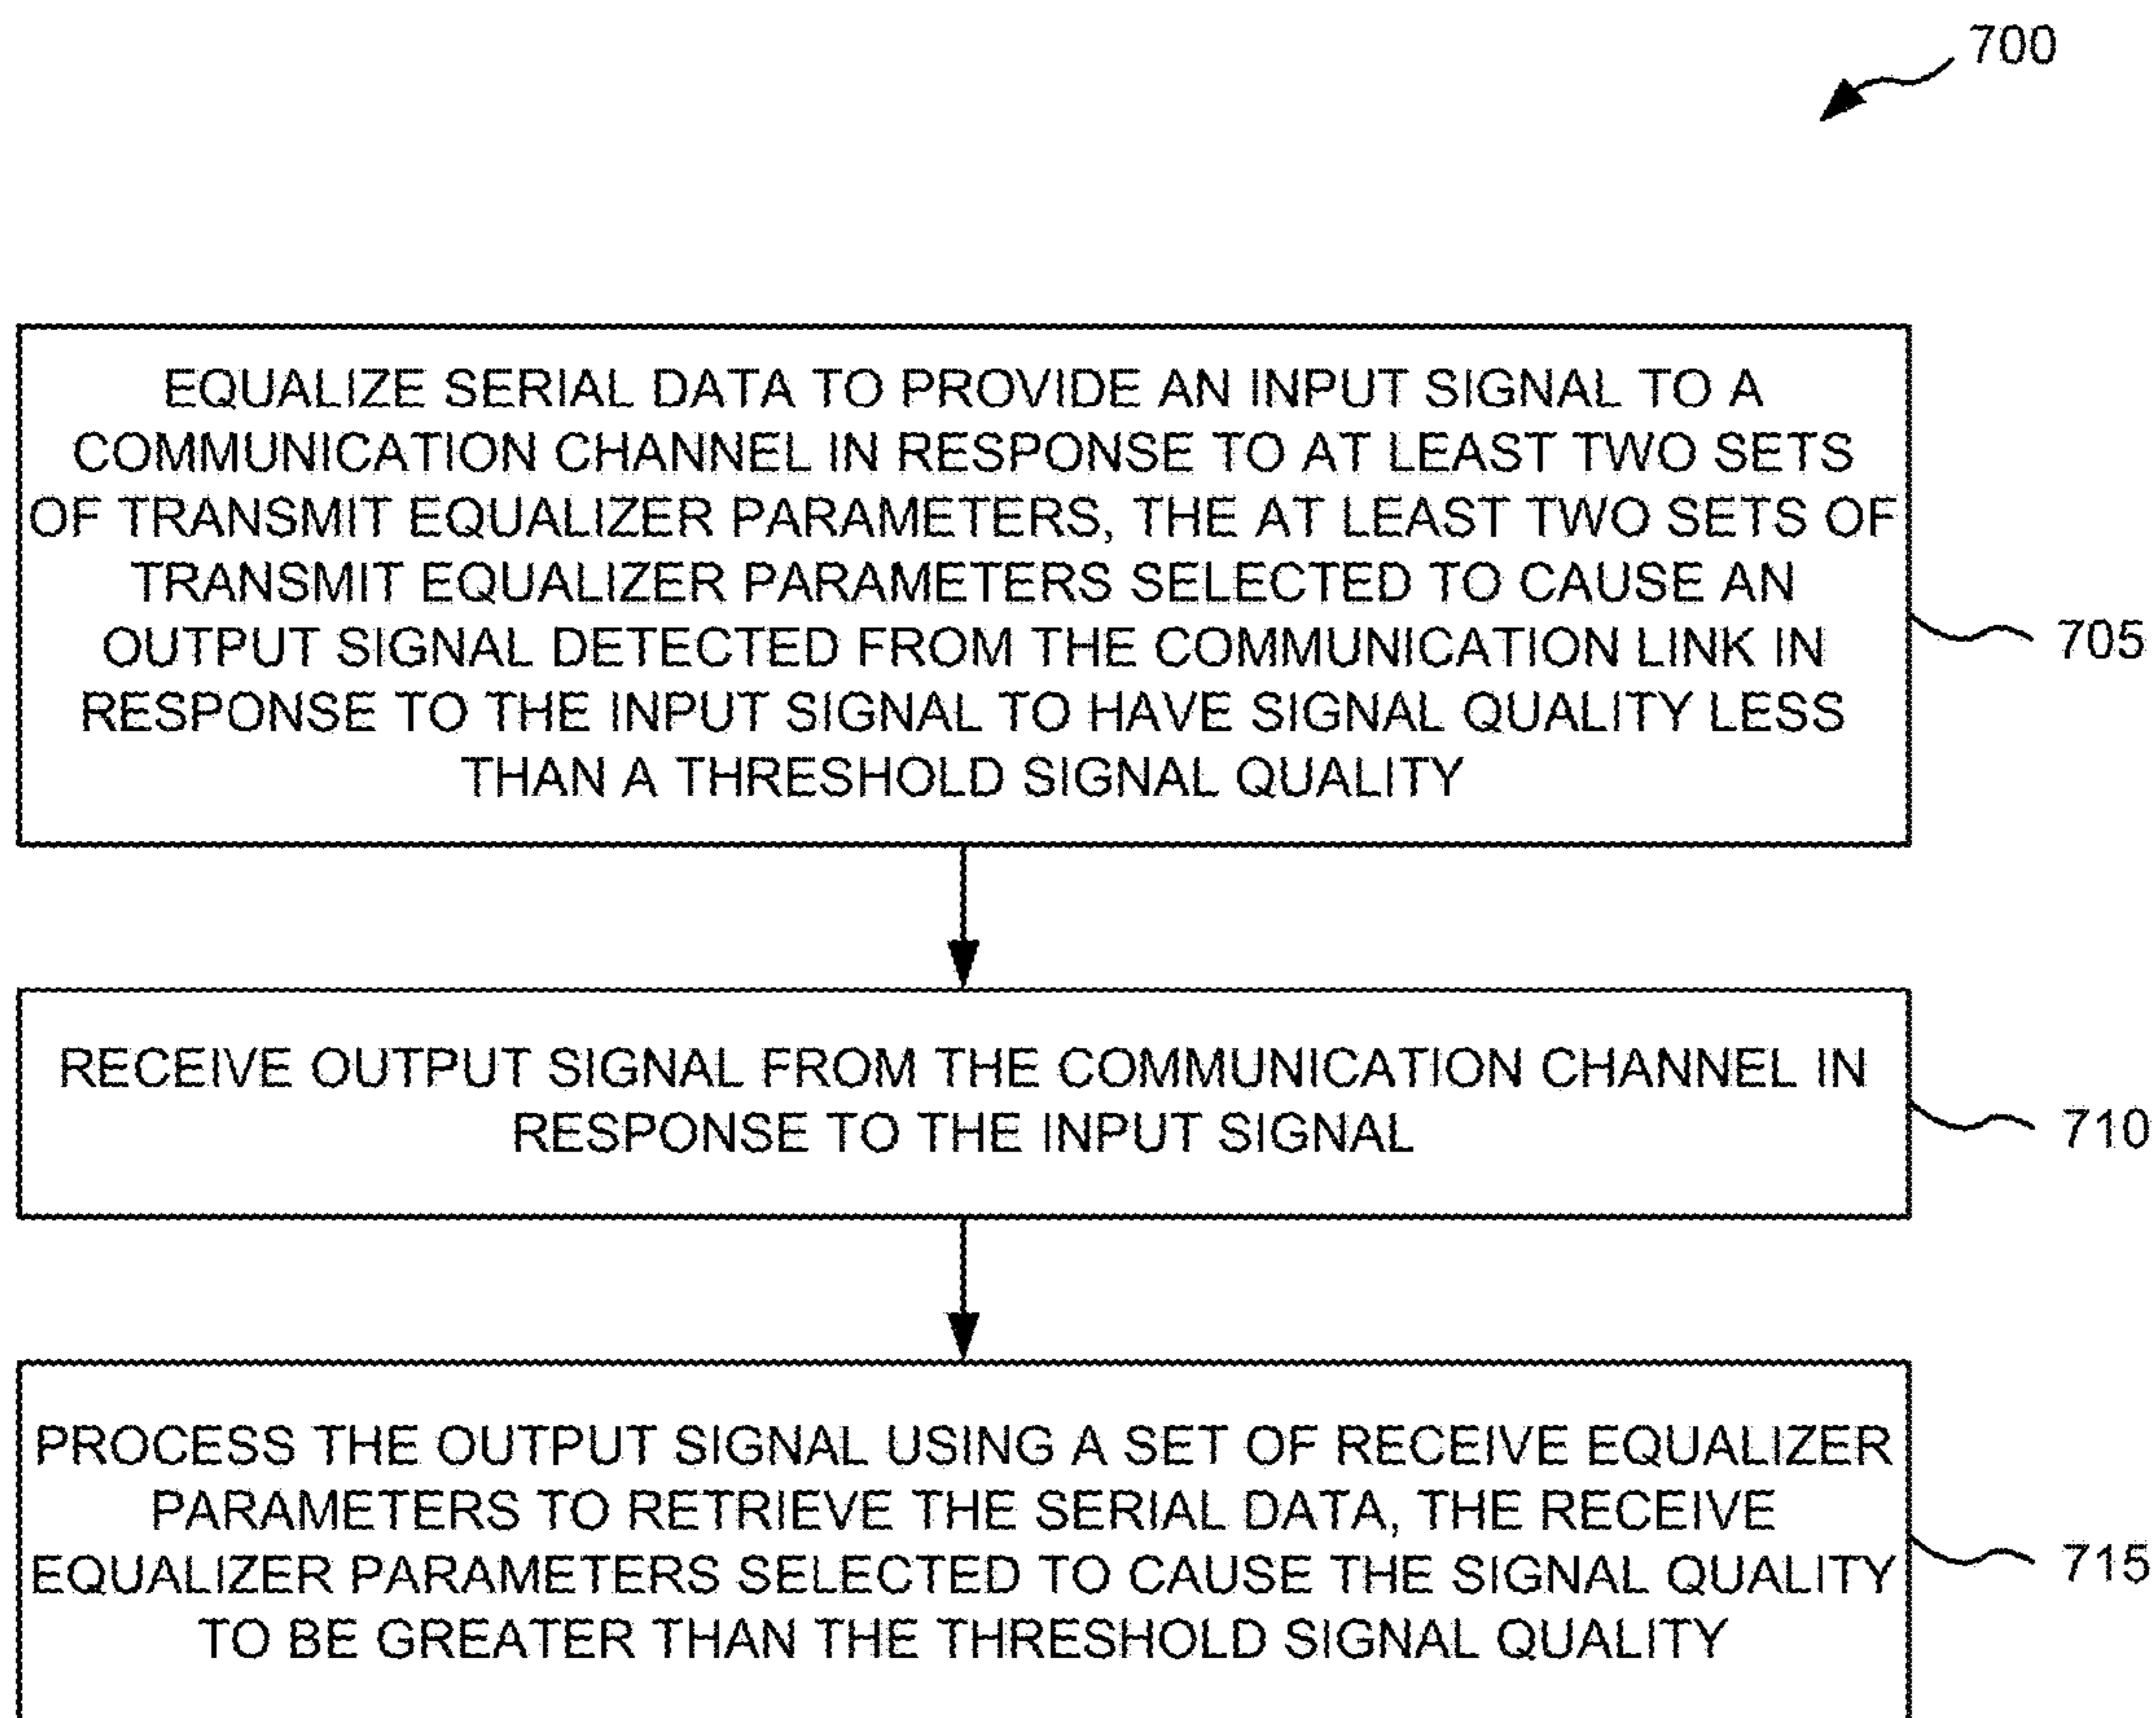 700
EQUALIZE SERIAL DATA TO PROVIDE AN INPUT SIGNAL TO A
COMMUNICATION CHANNEL IN RESPONSE TO AT LEAST TWO SETS
OF TRANSMIT EQUALIZER PARAMETERS, THE AT LEAST TWO SETS OF
TRANSMIT EQUALIZER PARAMETERS SELECTED TO CAUSE AN
OUTPUT SIGNAL DETECTED FROM THE COMMUNICATION LINK IN
RESPONSE TO THE INPUT SIGNAL TO HAVE SIGNAL QUALITY LESS
THAN A THRESHOLD SIGNAL QUALITY
705
RECEIVE OUTPUT SIGNAL FROM THE COMMUNICATION CHANNEL IN
RESPONSE TO THE INPUT SIGNAL
710
PROCESS THE OUTPUT SIGNAL USING A SET OF RECEIVE EQUALIZER
PARAMETERS TO RETRIEVE THE SERIAL DATA, THE RECEIVE
EQUALIZER PARAMETERS SELECTED TO CAUSE THE SIGNAL QUALITY
TO BE GREATER THAN THE THRESHOLD SIGNAL QUALITY
715